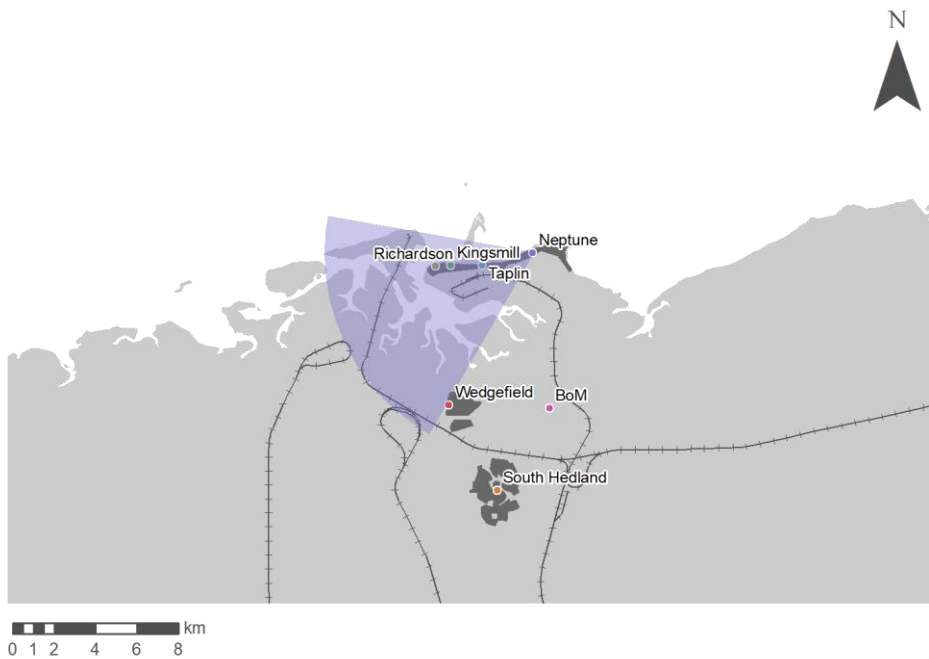 N
Neptune
Richardson Kingsmill
Taplin
Wedgefield
BoM
South Hedland
km
0 1 2 4 6 8